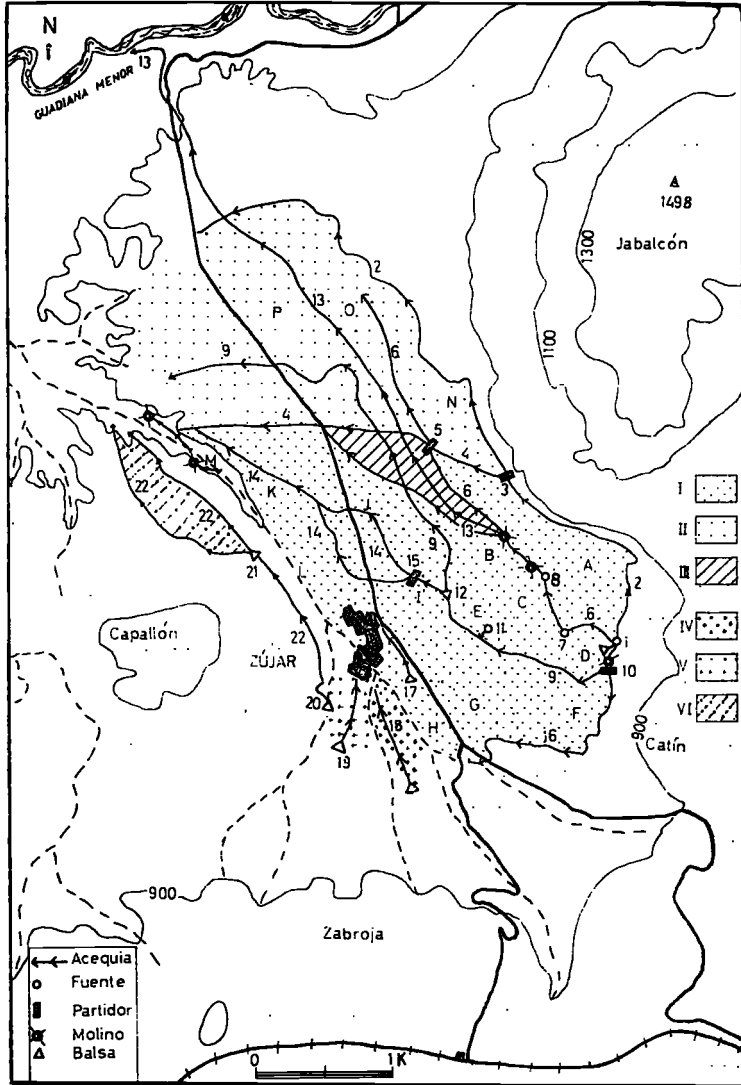 N
13
GUADIANA MENOR
1498
Jabalcón
1300
1100
2
13
P
O
6
9
N
4
5
4
3
M
14
K
6
13
I
II
III
IV
V
VI
22
22
14
J
14
9
B
A
15
I
12
8
2
21
E
C
11
6
7
1
D
10
Capallón
22
ZÚJAR
L
9
F
17
G
H
16
20
18
19
900
Catín
900
Zabroja
Acequia
Fuente
Partidor
Molino
Balsa
0
1K